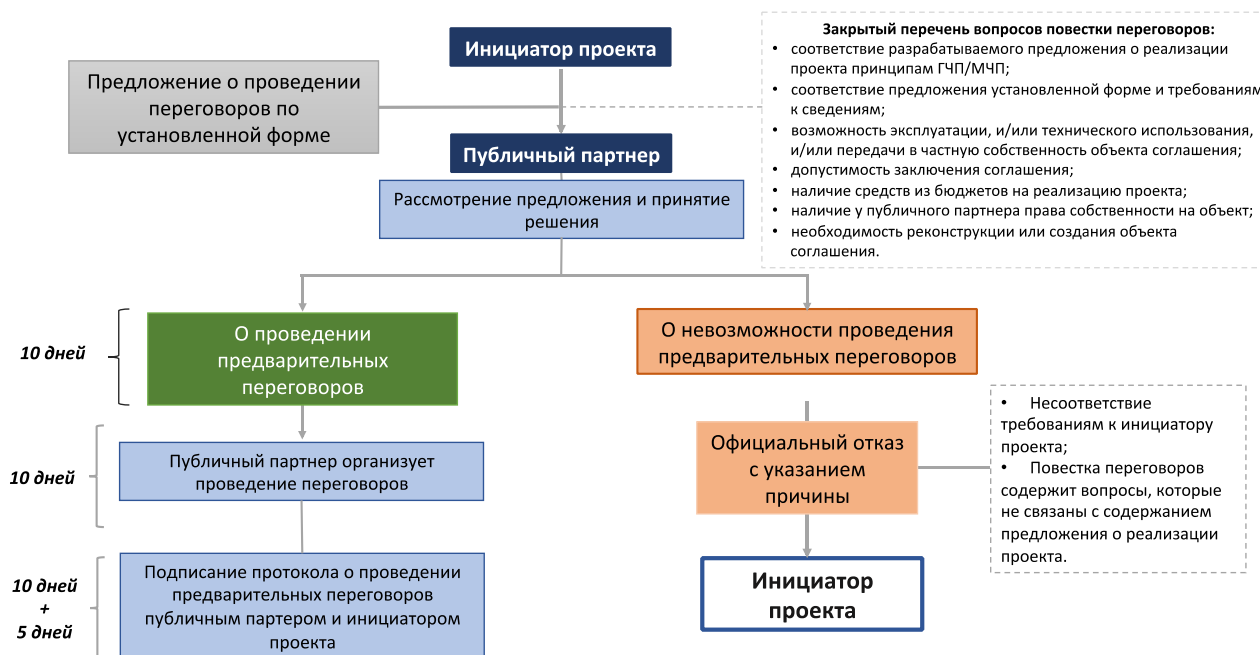 Инициатор проекта
Предложение о проведении
переговоров по
установленной форме
Закрытый перечень вопросов повестки переговоров:
• соответствие разрабатываемого предложения о реализации
проекта принципам ГЧП/МЧП;
• соответствие предложения установленной форме и требованиям
к сведениям;
• возможность эксплуатации, и/или технического использования,
и/или передачи в частную собственность объекта соглашения;
• допустимость заключения соглашения;
• наличие средств из бюджетов на реализацию проекта;
• наличие у публичного партнера права собственности на объект;
• необходимость реконструкции или создания объекта
соглашения.
Публичный партнер
Рассмотрение предложения и принятие
решения
10 дней
О проведении
предварительных
переговоров
О невозможности проведения
предварительных переговоров
10 дней
Публичный партнер организует
проведение переговоров
Официальный отказ
с указанием
причины
• Несоответствие
требованиям к инициатору
проекта;
• Повестка переговоров
содержит вопросы, которые
не связаны с содержанием
предложения о реализации
проекта.
10 дней
+
5 дней
Подписание протокола о проведении
предварительных переговоров
публичным партером и инициатором
проекта
Инициатор
проекта